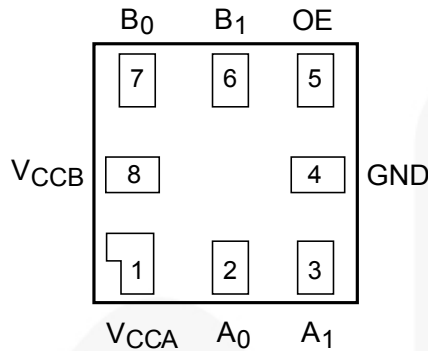 B0 B1 OE
7 6 5
VCCB 8 4 GND
1 2 3
VCCA A0 A1